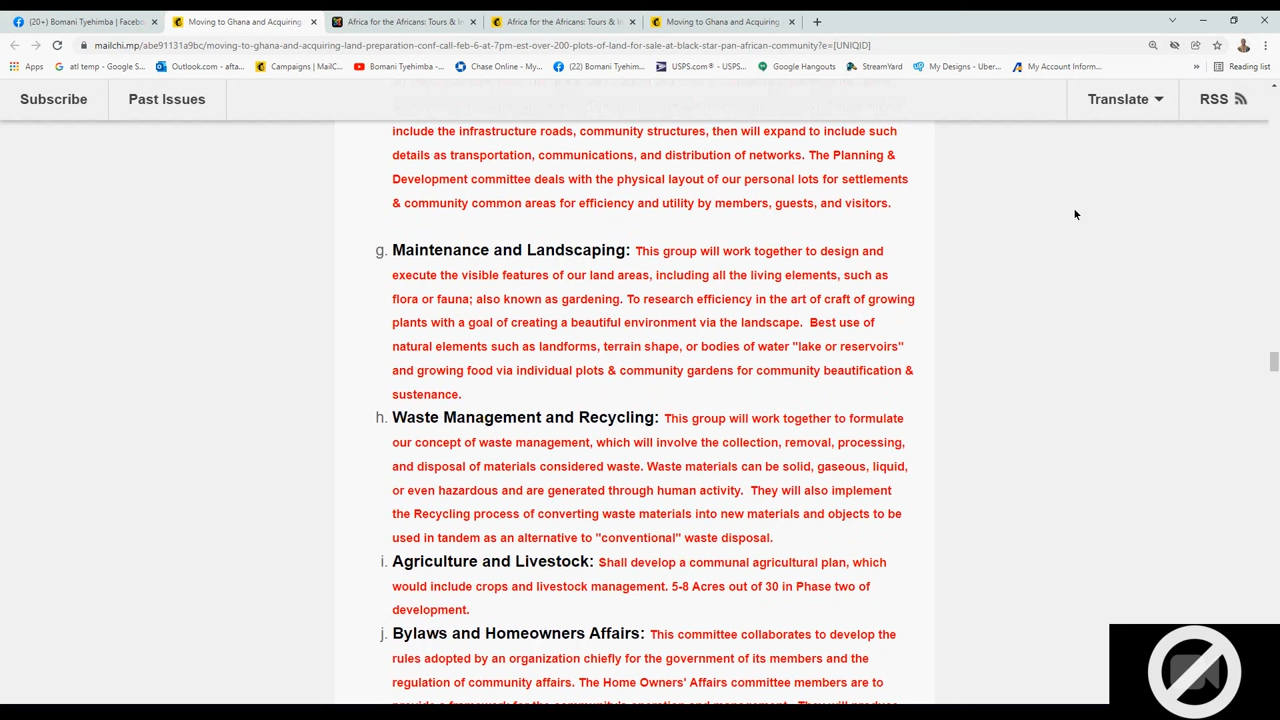 (20+) Bomani Tyehimba | Facebo
Moving to Ghana and Acquiring
Africa for the Africans: Tours & In
Africa for the Africans: Tours & In
Moving to Ghana and Acquiring
mailchi.mp/abe91131a9bc/moving-to-ghana-and-acquiring-land-preparation-conf-call-feb-6-at-7pm-est-over-200-plots-of-land-for-sale-at-black-star-pan-african-community?e=[UNIQID]
Apps
atl temp - Google S...
Outlook.com - afta...
Campaigns | MailC...
Bomani Tyehimba -...
Chase Online - My...
(22) Bomani Tyehim...
USPS.com® - USPS...
Google Hangouts
StreamYard
My Designs - Uber...
My Account Inform...
»
Reading list
Subscribe
Past Issues
Translate
RSS
include the infrastructure roads, community structures, then will expand to include such
details as transportation, communications, and distribution of networks. The Planning &
Development committee deals with the physical layout of our personal lots for settlements
& community common areas for efficiency and utility by members, guests, and visitors.
g. Maintenance and Landscaping: This group will work together to design and
execute the visible features of our land areas, including all the living elements, such as
flora or fauna; also known as gardening. To research efficiency in the art of craft of growing
plants with a goal of creating a beautiful environment via the landscape. Best use of
natural elements such as landforms, terrain shape, or bodies of water "lake or reservoirs"
and growing food via individual plots & community gardens for community beautification &
sustenance.
h. Waste Management and Recycling: This group will work together to formulate
our concept of waste management, which will involve the collection, removal, processing,
and disposal of materials considered waste. Waste materials can be solid, gaseous, liquid,
or even hazardous and are generated through human activity. They will also implement
the Recycling process of converting waste materials into new materials and objects to be
used in tandem as an alternative to "conventional" waste disposal.
i. Agriculture and Livestock: Shall develop a communal agricultural plan, which
would include crops and livestock management. 5-8 Acres out of 30 in Phase two of
development.
j. Bylaws and Homeowners Affairs: This committee collaborates to develop the
rules adopted by an organization chiefly for the government of its members and the
regulation of community affairs. The Home Owners' Affairs committee members are to
provide a framework for the community's operation and management. They will produce